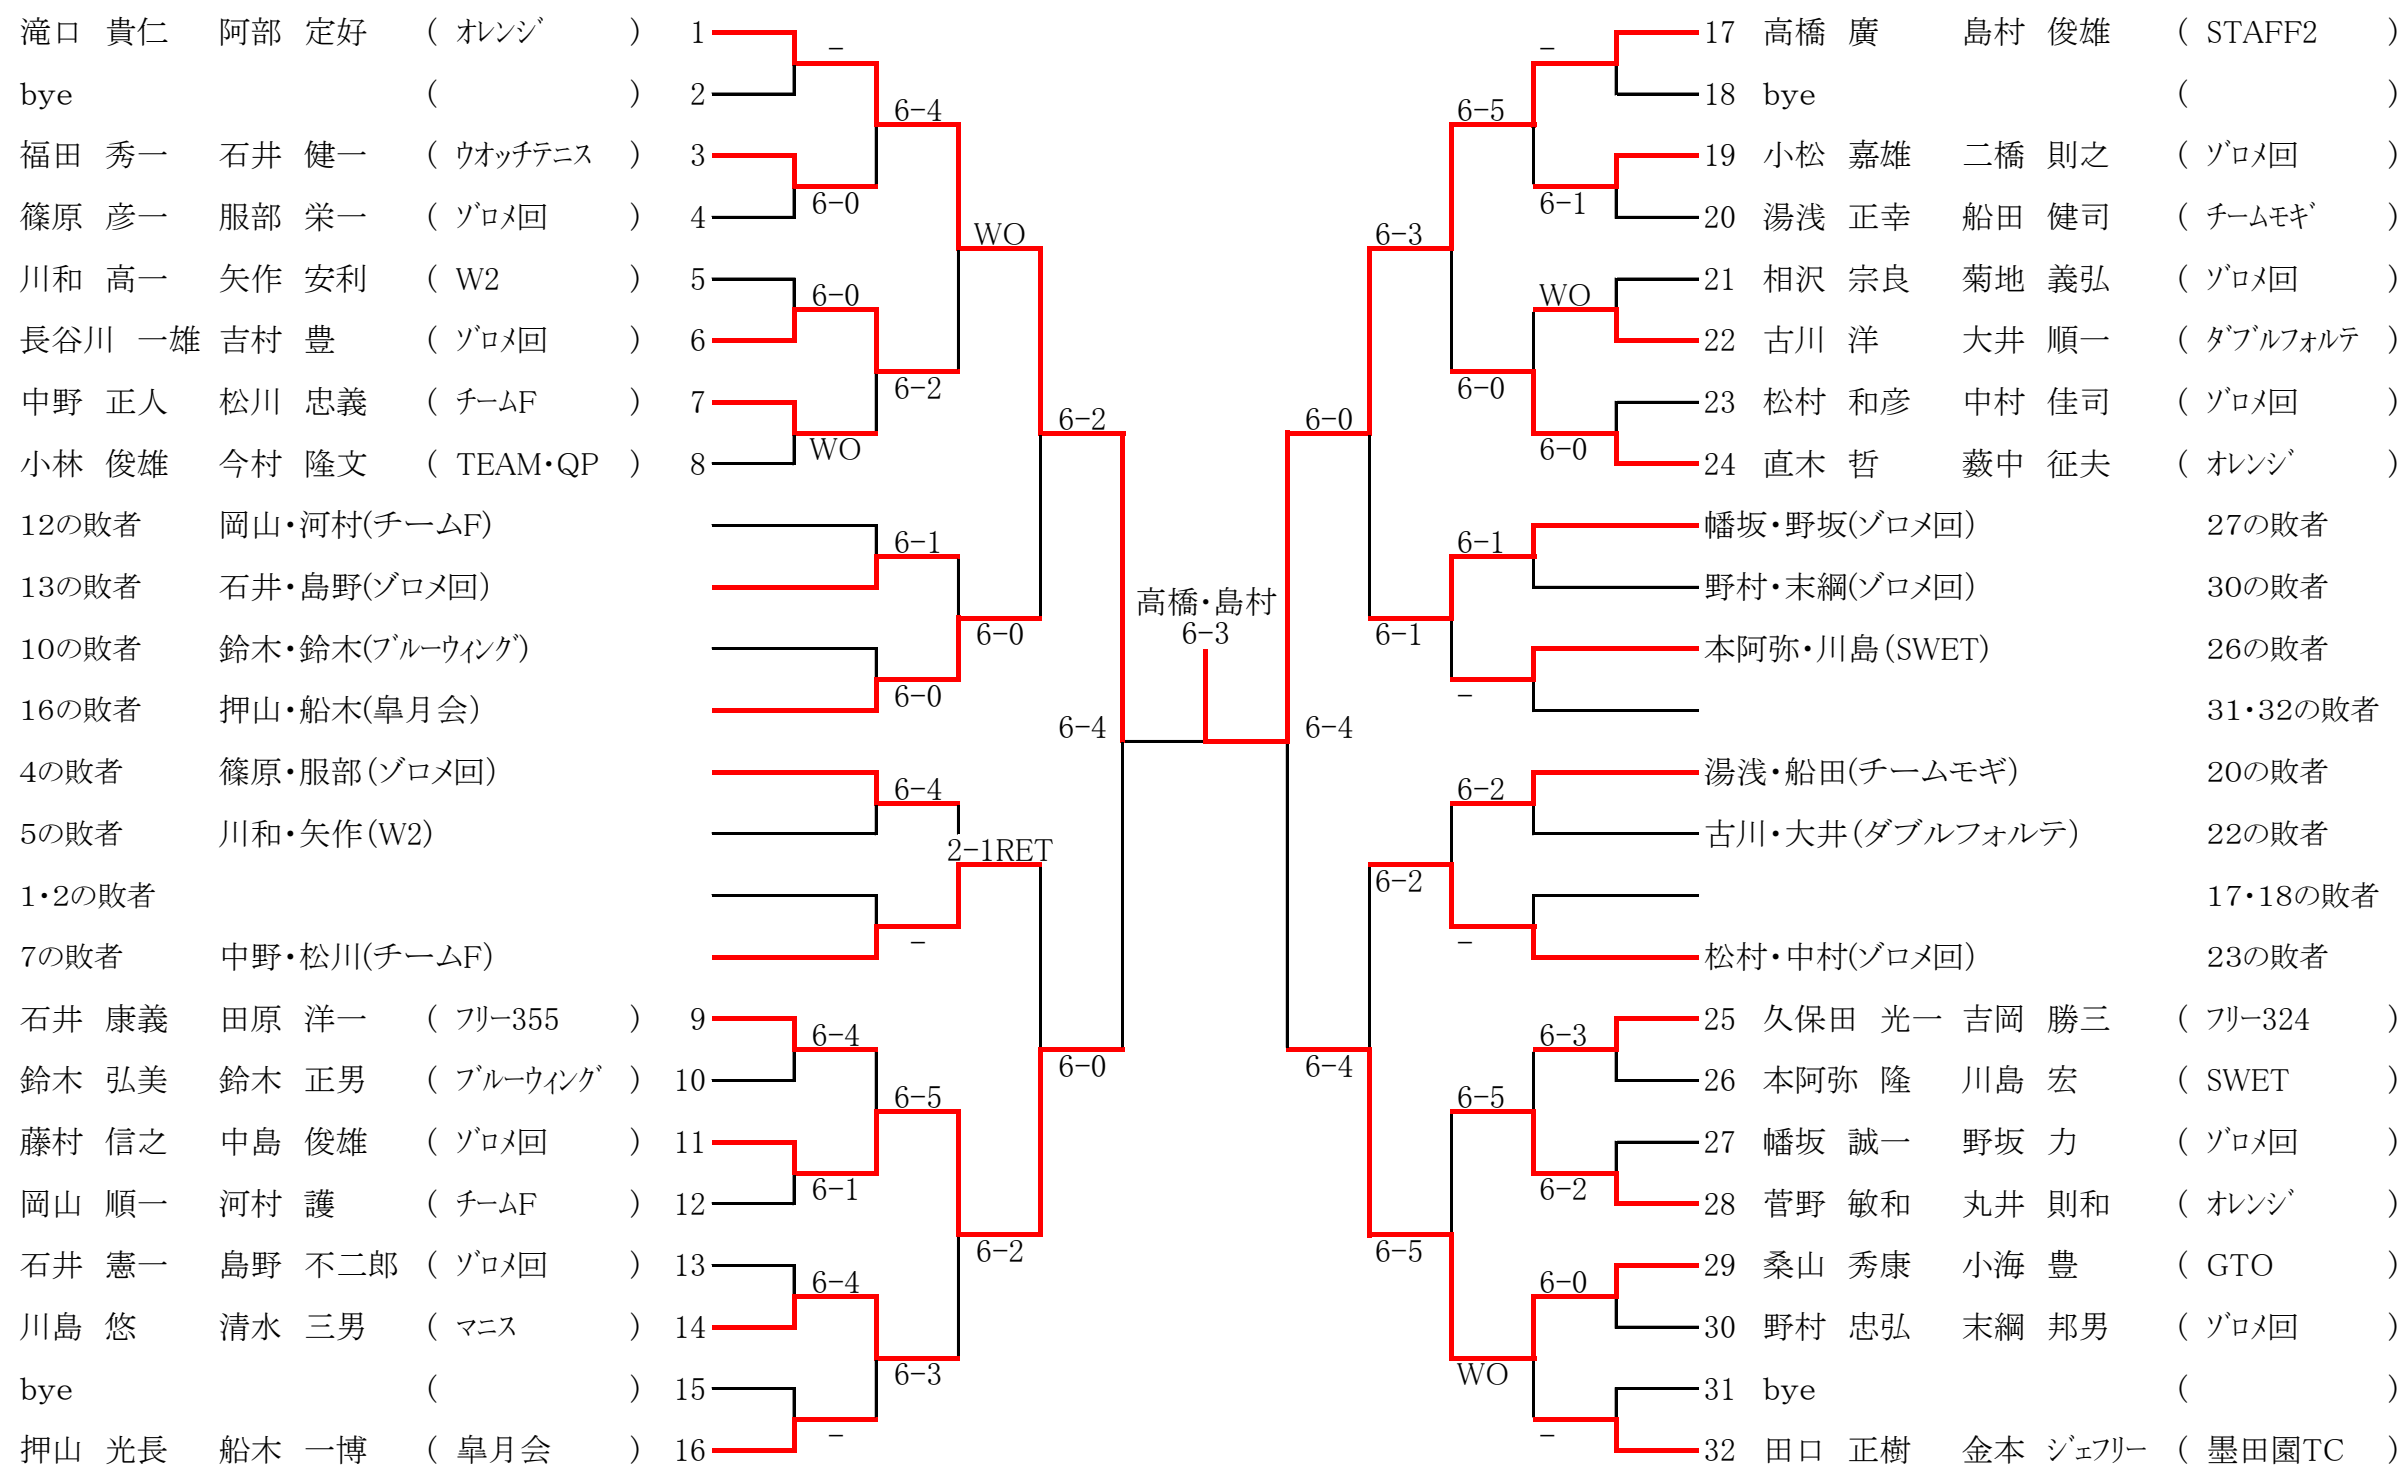 滝口 貴仁 阿部 定好 ( ｵﾚﾝｼﾞ ) 1
bye ( ) 2
福田 秀一 石井 健一 ( ｳｵｯﾁﾃﾆｽ ) 3
篠原 彦一 服部 栄一 ( ｿﾞﾛﾒ回 ) 4
川和 高一 矢作 安利 ( W2 ) 5
長谷川 一雄 吉村 豊 ( ｿﾞﾛﾒ回 ) 6
中野 正人 松川 忠義 ( ﾁｰﾑF ) 7
小林 俊雄 今村 隆文 ( TEAM・QP ) 8
12の敗者 岡山・河村(チームF)
13の敗者 石井・島野(ゾロメ回)
10の敗者 鈴木・鈴木(ﾌﾞﾙｰｳｨﾝｸﾞ)
16の敗者 押山・船木(皐月会)
4の敗者 篠原・服部(ゾロメ回)
5の敗者 川和・矢作(W2)
1・2の敗者
7の敗者 中野・松川(チームF)
石井 康義 田原 洋一 ( ﾌﾘｰ355 ) 9
鈴木 弘美 鈴木 正男 ( ﾌﾞﾙｰｳｨﾝｸﾞ ) 10
藤村 信之 中島 俊雄 ( ｿﾞﾛﾒ回 ) 11
岡山 順一 河村 護 ( ﾁｰﾑF ) 12
石井 憲一 島野 不二郎 ( ｿﾞﾛﾒ回 ) 13
川島 悠 清水 三男 ( ﾏﾆｽ ) 14
bye ( ) 15
押山 光長 船木 一博 ( 皐月会 ) 16
-
6-0
6-0
WO
6-4
6-1
6-4
-
6-4
6-2
6-1
6-0
6-4
-
6-5
6-3
WO
6-0
2-1RET
6-2
6-2
6-0
6-4
高橋・島村
6-3
6-4
6-0
6-4
6-3
6-1
6-2
6-5
6-5
6-0
6-1
-
6-2
-
6-5
WO
-
6-1
WO
6-0
6-3
6-2
6-0
-
17 高橋 廣 島村 俊雄 ( STAFF2 )
18 bye ( )
19 小松 嘉雄 二橋 則之 ( ｿﾞﾛﾒ回 )
20 湯浅 正幸 船田 健司 ( ﾁｰﾑﾓｷﾞ )
21 相沢 宗良 菊地 義弘 ( ｿﾞﾛﾒ回 )
22 古川 洋 大井 順一 ( ﾀﾞﾌﾞﾙﾌｫﾙﾃ )
23 松村 和彦 中村 佳司 ( ｿﾞﾛﾒ回 )
24 直木 哲 薮中 征夫 ( ｵﾚﾝｼﾞ )
幡坂・野坂(ゾロメ回) 27の敗者
野村・末綱(ゾロメ回) 30の敗者
本阿弥・川島(SWET) 26の敗者
31・32の敗者
湯浅・船田(チームモギ) 20の敗者
古川・大井(ダブルフォルテ) 22の敗者
17・18の敗者
松村・中村(ゾロメ回) 23の敗者
25 久保田 光一 吉岡 勝三 ( ﾌﾘｰ324 )
26 本阿弥 隆 川島 宏 ( SWET )
27 幡坂 誠一 野坂 力 ( ｿﾞﾛﾒ回 )
28 菅野 敏和 丸井 則和 ( ｵﾚﾝｼﾞ )
29 桑山 秀康 小海 豊 ( GTO )
30 野村 忠弘 末綱 邦男 ( ｿﾞﾛﾒ回 )
31 bye ( )
32 田口 正樹 金本 ｼﾞｪﾌﾘｰ ( 墨田園TC )